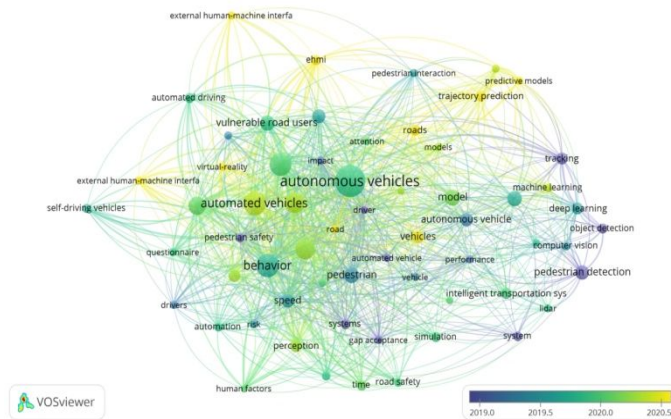 external human-machine interfa
ehmi
pedestrian interaction
predictive models
trajectory prediction
automated driving
vulnerable road users
roads
attention
models
impact
tracking
virtual-reality
external human-machine interfa
autonomous vehicles
machine learning
self-driving vehicles
automated vehicles
driver
model
deep learning
autonomous vehicle
object detection
pedestrian safety
road
vehicles
computer vision
questionnaire
automated vehicle
performance
behavior
pedestrian
vehicle
pedestrian detection
drivers
speed
intelligent transportation sys
lidar
automation
risk
systems
gap acceptance
simulation
system
perception
human factors
time
road safety
VOSviewer
2019.0 2019.5 2020.0